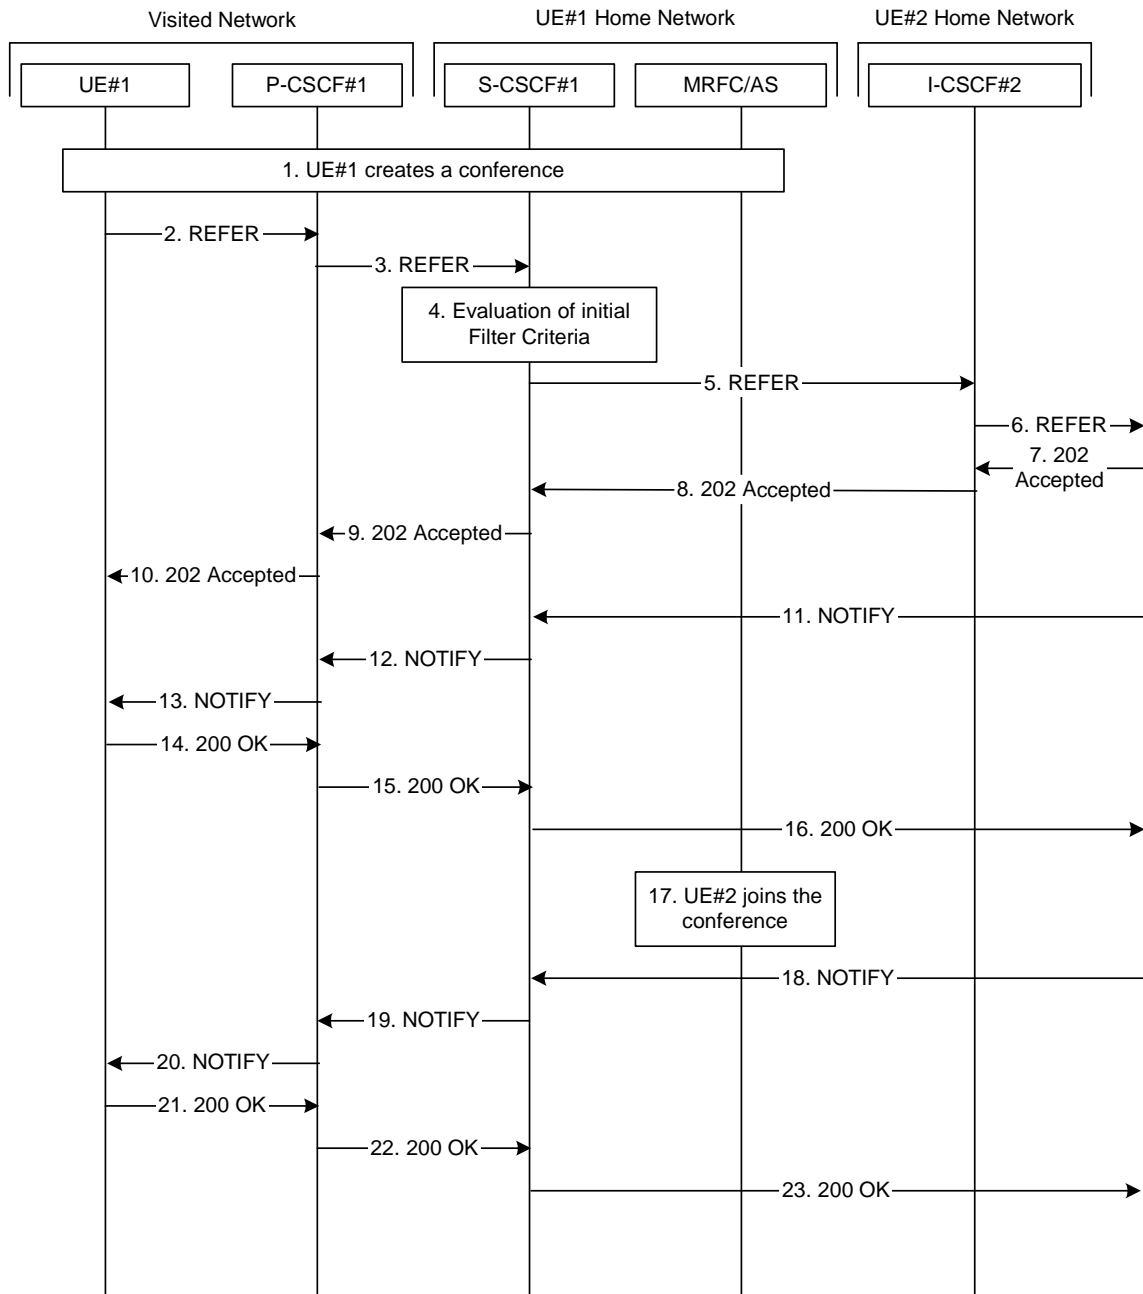 Visited Network
UE#1 Home Network
UE#2 Home Network
UE#1
P-CSCF#1
S-CSCF#1
MRFC/AS
I-CSCF#2
1. UE#1 creates a conference
2. REFER
3. REFER
4. Evaluation of initial
Filter Criteria
5. REFER
6. REFER
7. 202
Accepted
8. 202 Accepted
9. 202 Accepted
10. 202 Accepted
11. NOTIFY
12. NOTIFY
13. NOTIFY
14. 200 OK
15. 200 OK
16. 200 OK
17. UE#2 joins the
conference
18. NOTIFY
19. NOTIFY
20. NOTIFY
21. 200 OK
22. 200 OK
23. 200 OK